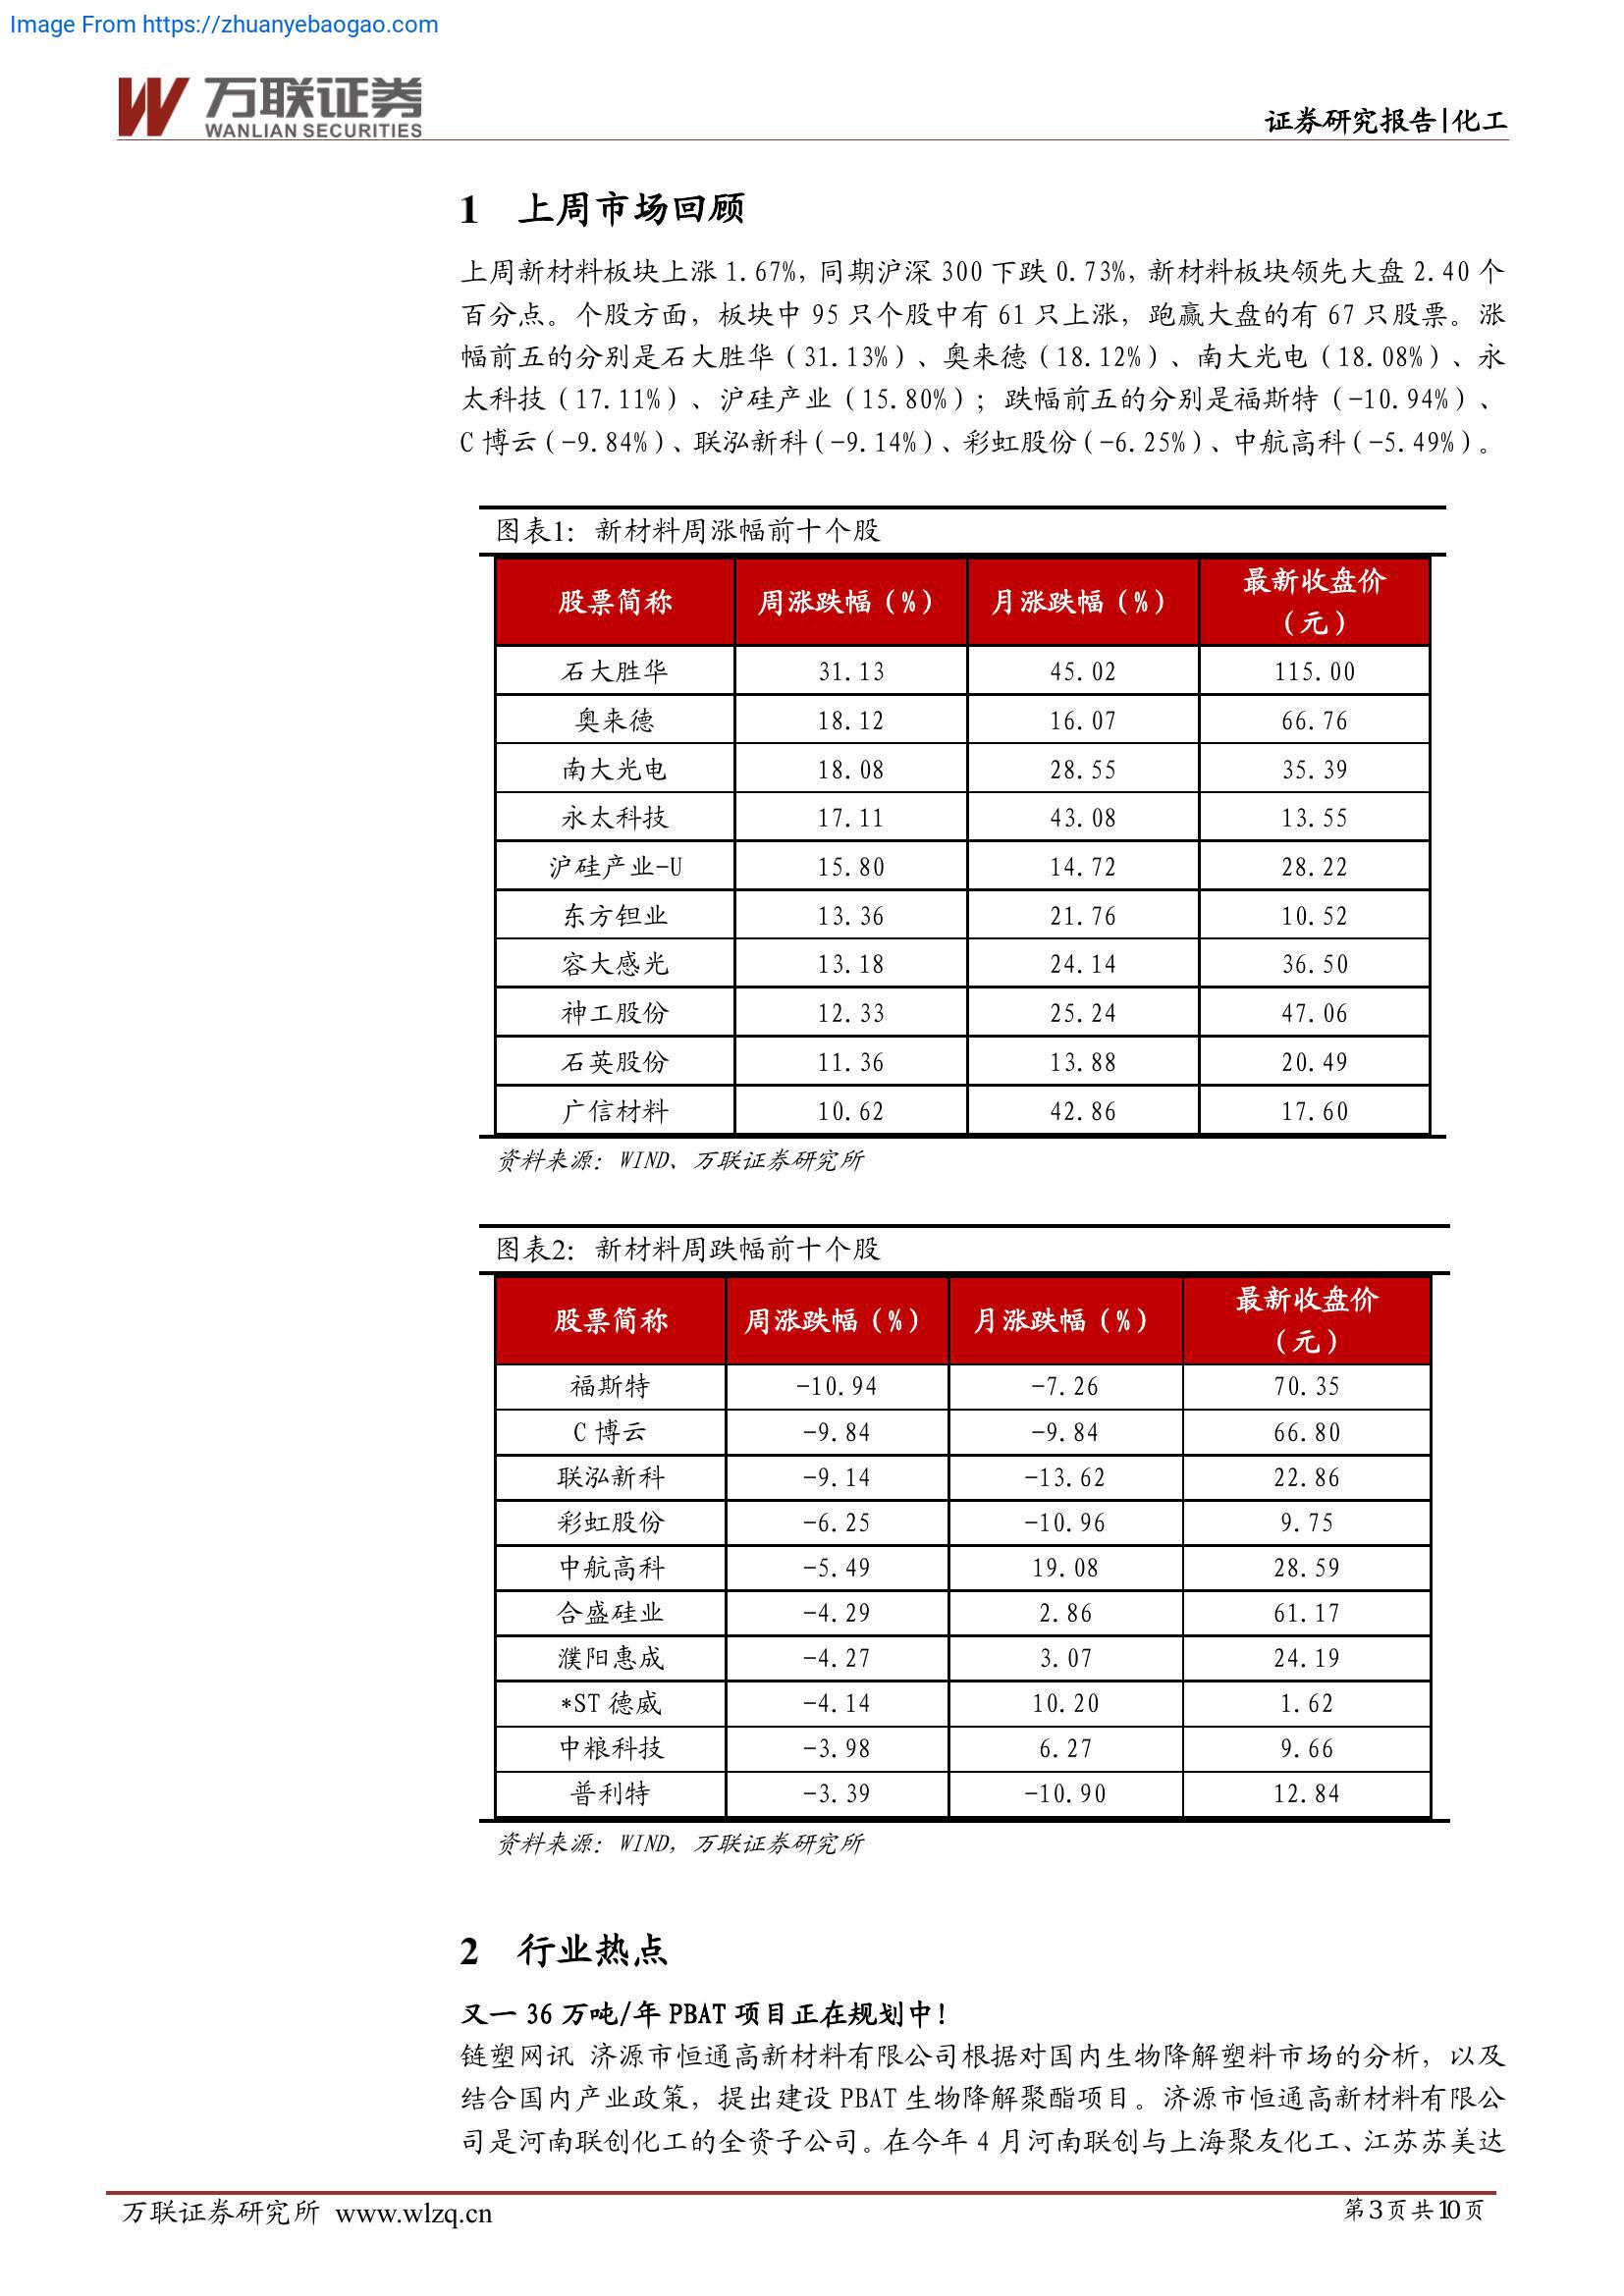 Image From https://zhuanyebaogao.com
万联证券
WANLIAN SECURITIES
证券研究报告|化工
1 上周市场回顾
上周新材料板块上涨 1.67%, 同期沪深 300 下跌 0.73%, 新材料板块领先大盘 2.40 个
百分点。个股方面，板块中 95 只个股中有 61 只上涨，跑赢大盘的有 67 只股票。涨
幅前五的分别是石大胜华（31.13%）、奥来德（18.12%）、南大光电（18.08%）、永
太科技（17.11%）、沪硅产业（15.80%）；跌幅前五的分别是福斯特（-10.94%）、
C 博云（-9.84%）、联泓新科（-9.14%）、彩虹股份（-6.25%）、中航高科（-5.49%）。
图表1：新材料周涨幅前十个股
股票简称 周涨跌幅（%） 月涨跌幅（%） 最新收盘价
（元）
石大胜华 31.13 45.02 115.00
奥来德 18.12 16.07 66.76
南大光电 18.08 28.55 35.39
永太科技 17.11 43.08 13.55
沪硅产业-U 15.80 14.72 28.22
东方钽业 13.36 21.76 10.52
容大感光 13.18 24.14 36.50
神工股份 12.33 25.24 47.06
石英股份 11.36 13.88 20.49
广信材料 10.62 42.86 17.60
资料来源：WIND、万联证券研究所
图表2：新材料周跌幅前十个股
股票简称 周涨跌幅（%） 月涨跌幅（%） 最新收盘价
（元）
福斯特 -10.94 -7.26 70.35
C 博云 -9.84 -9.84 66.80
联泓新科 -9.14 -13.62 22.86
彩虹股份 -6.25 -10.96 9.75
中航高科 -5.49 19.08 28.59
合盛硅业 -4.29 2.86 61.17
濮阳惠成 -4.27 3.07 24.19
*ST 德威 -4.14 10.20 1.62
中粮科技 -3.98 6.27 9.66
普利特 -3.39 -10.90 12.84
资料来源：WIND，万联证券研究所
2 行业热点
又一 36 万吨/年 PBAT 项目正在规划中！
链塑网讯 济源市恒通高新材料有限公司根据对国内生物降解塑料市场的分析，以及
结合国内产业政策，提出建设 PBAT 生物降解聚酯项目。济源市恒通高新材料有限公
司是河南联创化工的全资子公司。在今年 4 月河南联创与上海聚友化工、江苏苏美达
万联证券研究所 www.wlzq.cn
第3页共10页